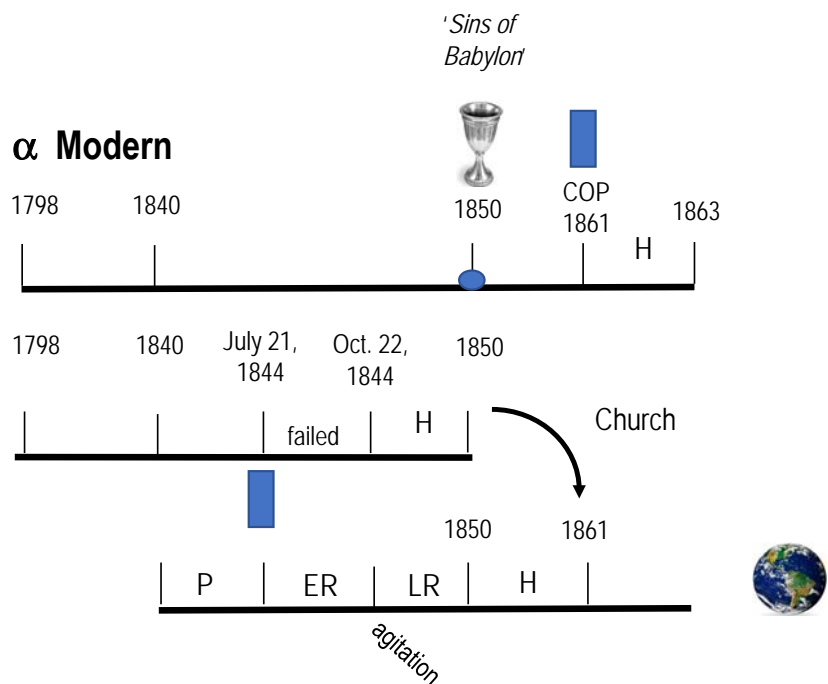 'Sins of
Babylon'
α Modern
1798
1840
1850
COP
1861
1863
H
1798
1840
July 21,
1844
Oct. 22,
1844
1850
failed
H
Church
1850
1861
P
ER
LR
H
agitation